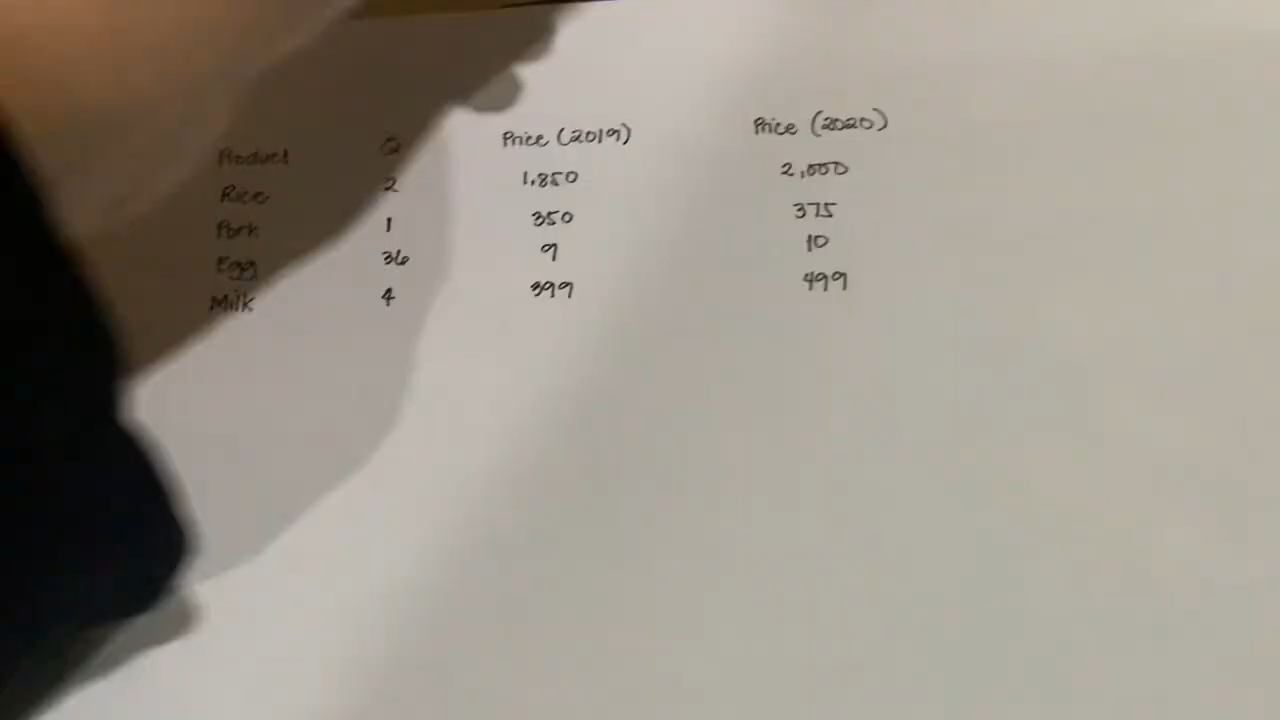 Product Q Price (2019) Price (2020)
Rice 2 1,850 2,000
Pork 1 350 375
Egg 36 9 10
Milk 4 399 499